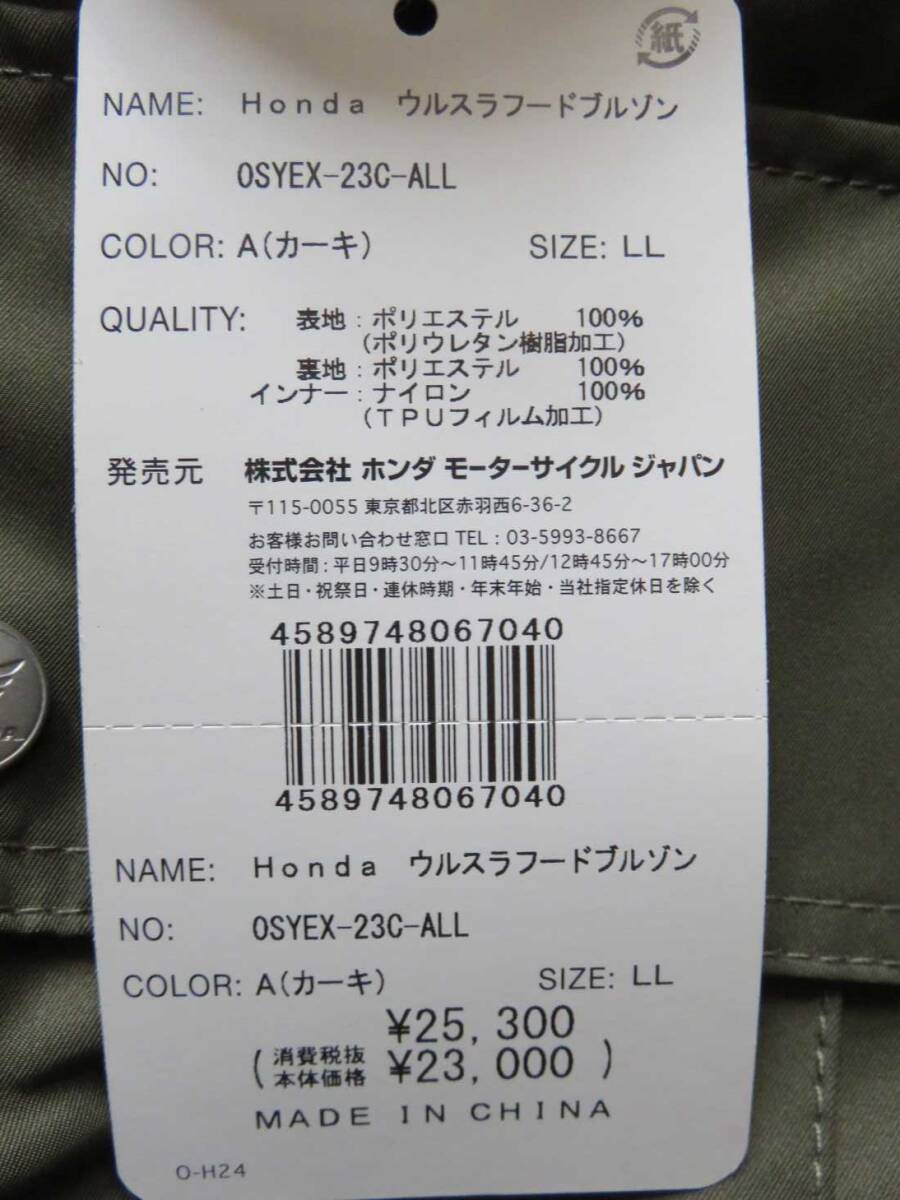 紙
NAME: Honda ウルスラフードブルゾン
NO: 0SYEX-23C-ALL
COLOR: A(カーキ) SIZE: LL
QUALITY: 表地:ポリエステル 100%
(ポリウレタン樹脂加工)
裏地:ポリエステル 100%
インナー:ナイロン 100%
(TPUフィルム加工)
発売元 株式会社 ホンダ モーターサイクル ジャパン
〒115-0055 東京都北区赤羽西6-36-2
お客様お問い合わせ窓口 TEL:03-5993-8667
受付時間:平日9時30分～11時45分/12時45分～17時00分
※土日・祝祭日・連休時期・年末年始・当社指定休日を除く
4589748067040
4589748067040
NAME: Honda ウルスラフードブルゾン
NO: 0SYEX-23C-ALL
COLOR: A(カーキ) SIZE: LL
¥25,300
(消費税抜本体価格 ¥23,000)
MADE IN CHINA
O-H24